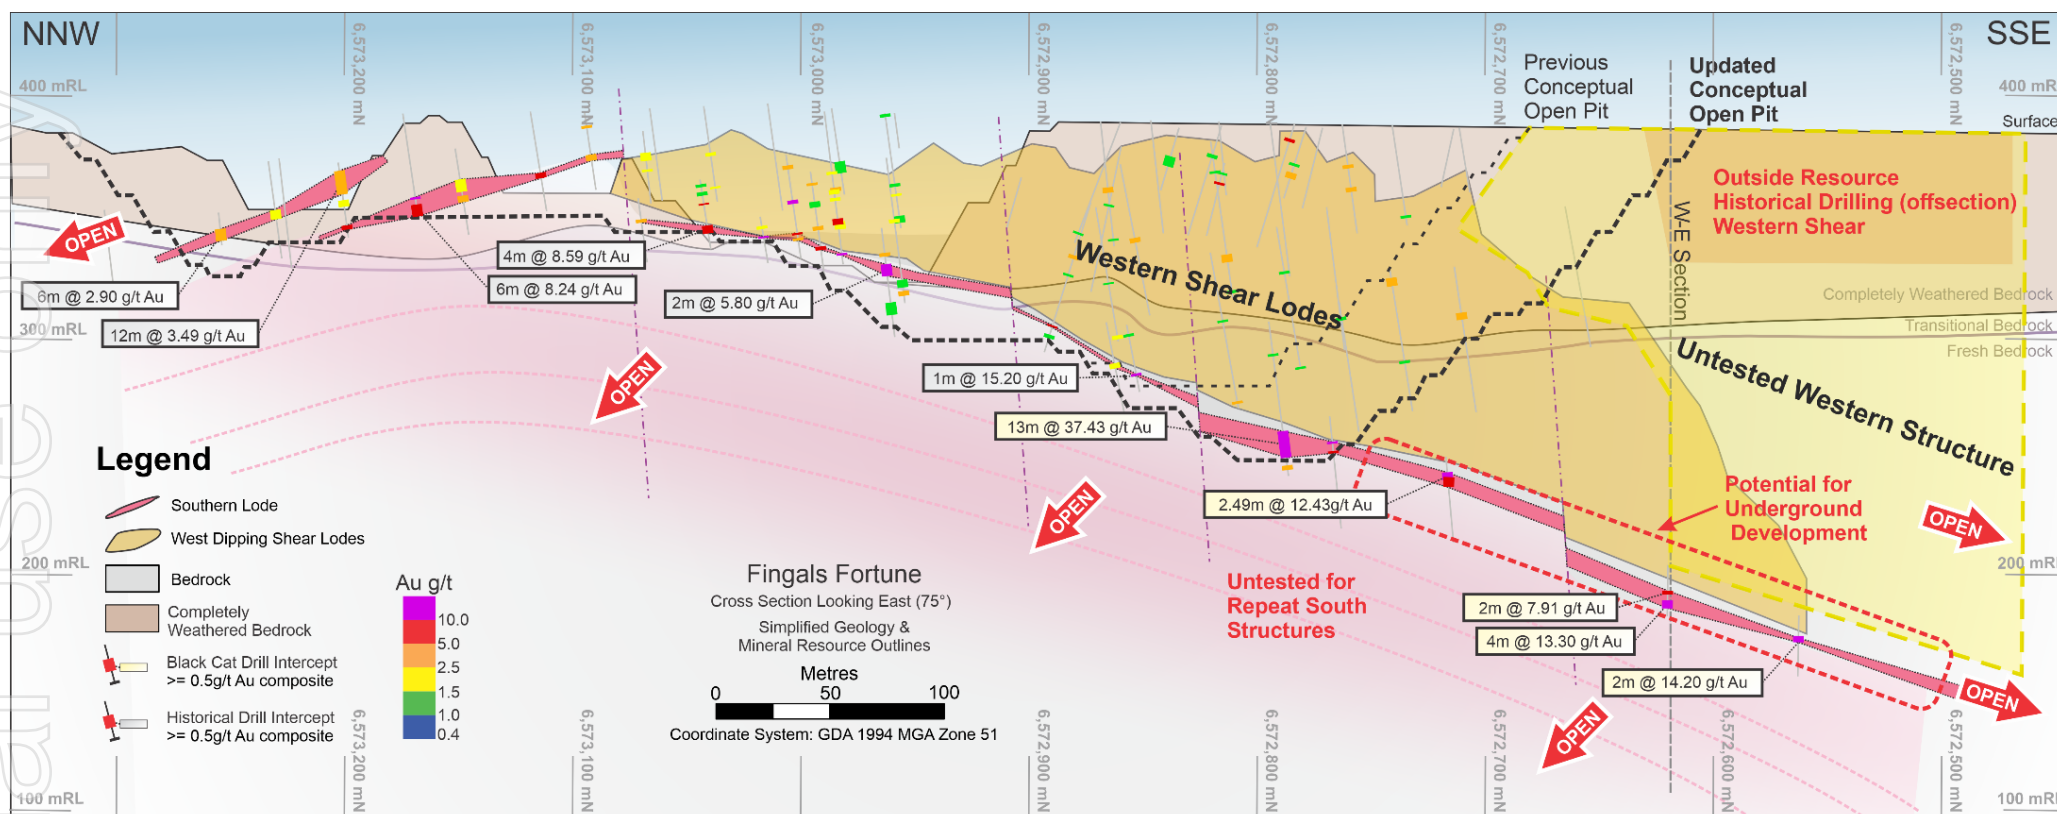 NNW
SSE
6,573,200 mN
6,573,100 mN
6,573,000 mN
6,572,900 mN
6,572,800 mN
6,572,700 mN
6,572,500 mN
Previous
Conceptual
Open Pit
Updated
Conceptual
Open Pit
400 mRL
400 mRL
Surface
Outside Resource
Historical Drilling (offsection)
Western Shear
W-E Section
OPEN
4m @ 8.59 g/t Au
6m @ 8.24 g/t Au
2m @ 5.80 g/t Au
6m @ 2.90 g/t Au
12m @ 3.49 g/t Au
300 mRL
Western Shear Lodes
Completely Weathered Bedrock
Transitional Bedrock
Fresh Bedrock
Untested Western Structure
OPEN
1m @ 15.20 g/t Au
13m @ 37.43 g/t Au
2.49m @ 12.43g/t Au
OPEN
Potential for
Underground
Development
OPEN
200 mRL
200 mRL
Untested for
Repeat South
Structures
2m @ 7.91 g/t Au
4m @ 13.30 g/t Au
2m @ 14.20 g/t Au
OPEN
OPEN
Legend
Southern Lode
West Dipping Shear Lodes
Bedrock
Completely
Weathered Bedrock
Black Cat Drill Intercept
>= 0.5g/t Au composite
Historical Drill Intercept
>= 0.5g/t Au composite
Au g/t
10.0
5.0
2.5
1.5
1.0
0.4
Fingals Fortune
Cross Section Looking East (75°)
Simplified Geology &
Mineral Resource Outlines
Metres
0 50 100
Coordinate System: GDA 1994 MGA Zone 51
6,573,200 mN
6,573,100 mN
6,572,900 mN
6,572,800 mN
6,572,700 mN
6,572,600 mN
6,572,500 mN
100 mRL
100 mRL